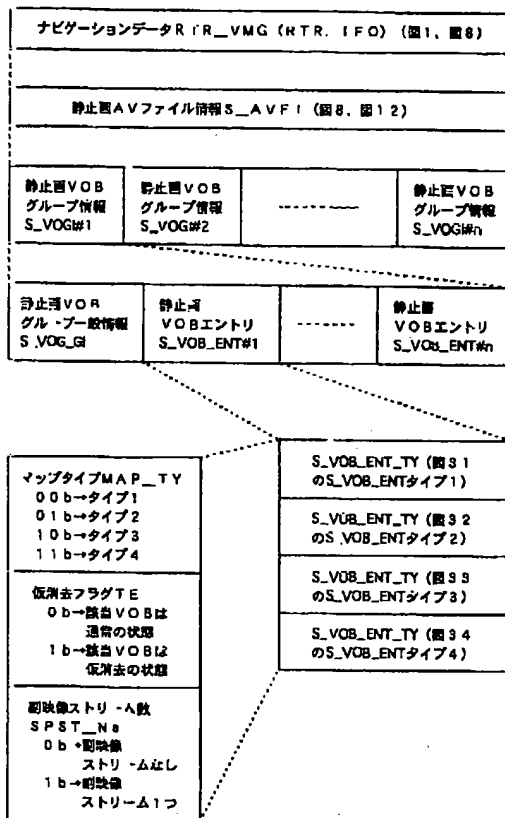 ナビゲーションデータRTR__VMG (RTR. IFO) (図1、図8)
静止画AVファイル情報S__AVFI (図8、図12)
静止画VOB
グループ情報
S_VOGI#1
静止画VOB
グループ情報
S_VOGI#2
静止画VOB
グループ情報
S_VOGI#n
静止画VOB
グループ一般情報
S_VOG_GI
静止画
VOBエントリ
S_VOB_ENT#1
静止画
VOBエントリ
S_VOB_ENT#n
マップタイプMAP__TY
00b→タイプ1
01b→タイプ2
10b→タイプ3
11b→タイプ4
仮消去フラグTE
0b→該当VOBは
通常の状態
1b→該当VOBは
仮消去の状態
副映像ストリーム数
SPST__Ns
0b→副映像
ストリームなし
1b→副映像
ストリーム1つ
S_VOB_ENT_TY (図31
のS_VOB_ENTタイプ1)
S_VOB_ENT_TY (図32
のS_VOB_ENTタイプ2)
S_VOB_ENT_TY (図33
のS_VOB_ENTタイプ3)
S_VOB_ENT_TY (図34
のS_VOB_ENTタイプ4)